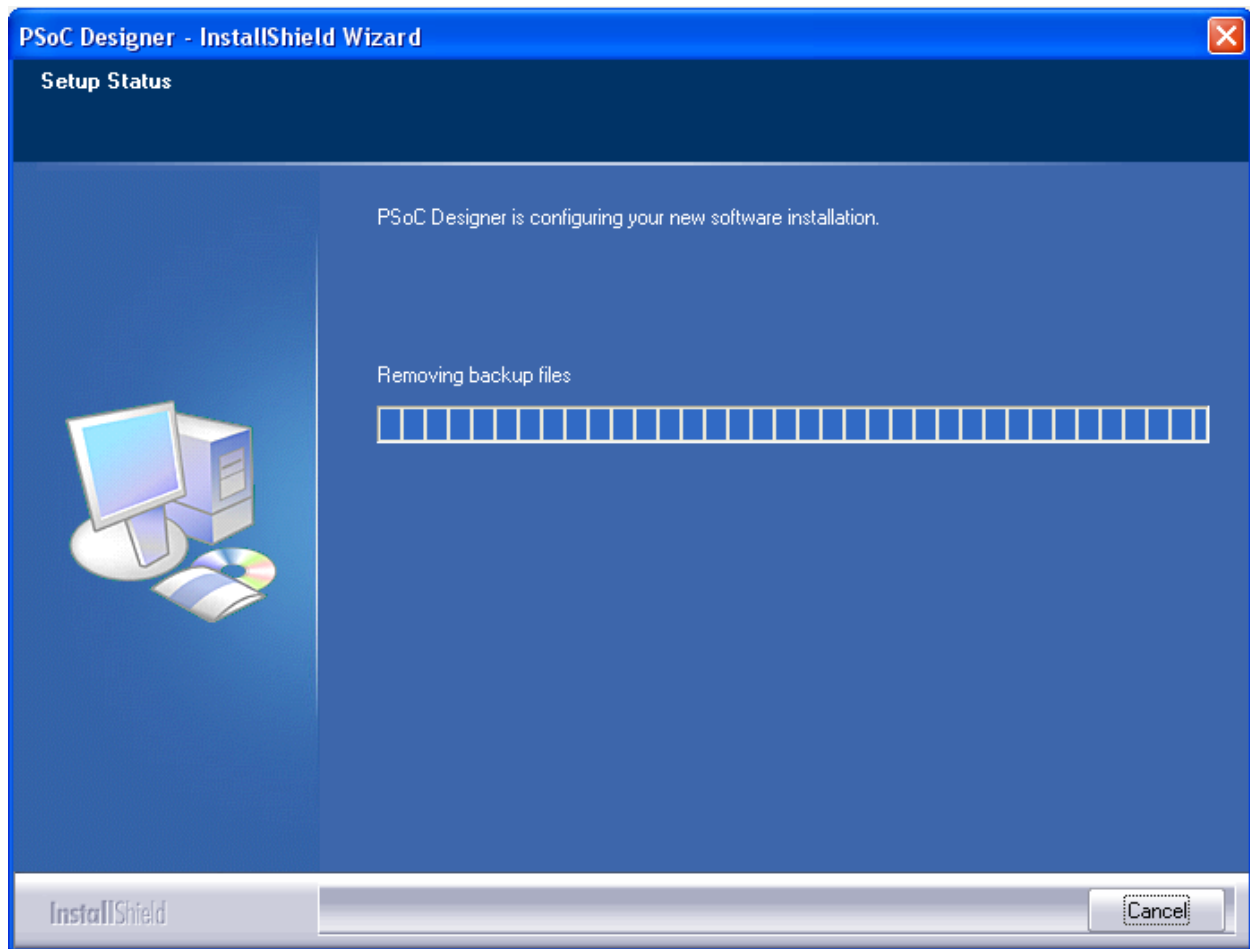 PSoC Designer - InstallShield Wizard
Setup Status
PSoC Designer is configuring your new software installation.
Removing backup files
InstallShield
Cancel